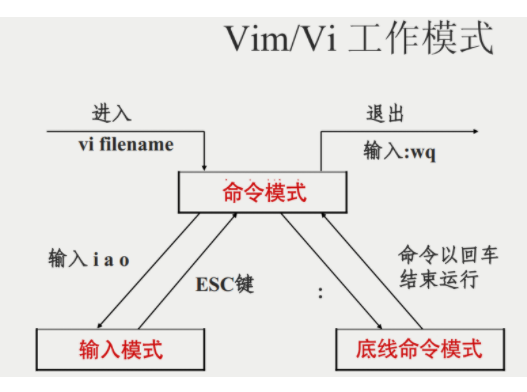 Vim/Vi 工作模式
进入
vi filename
退出
输入:wq
命令模式
输入 i a o
ESC键
:
命令以回车
结束运行
输入模式
底线命令模式